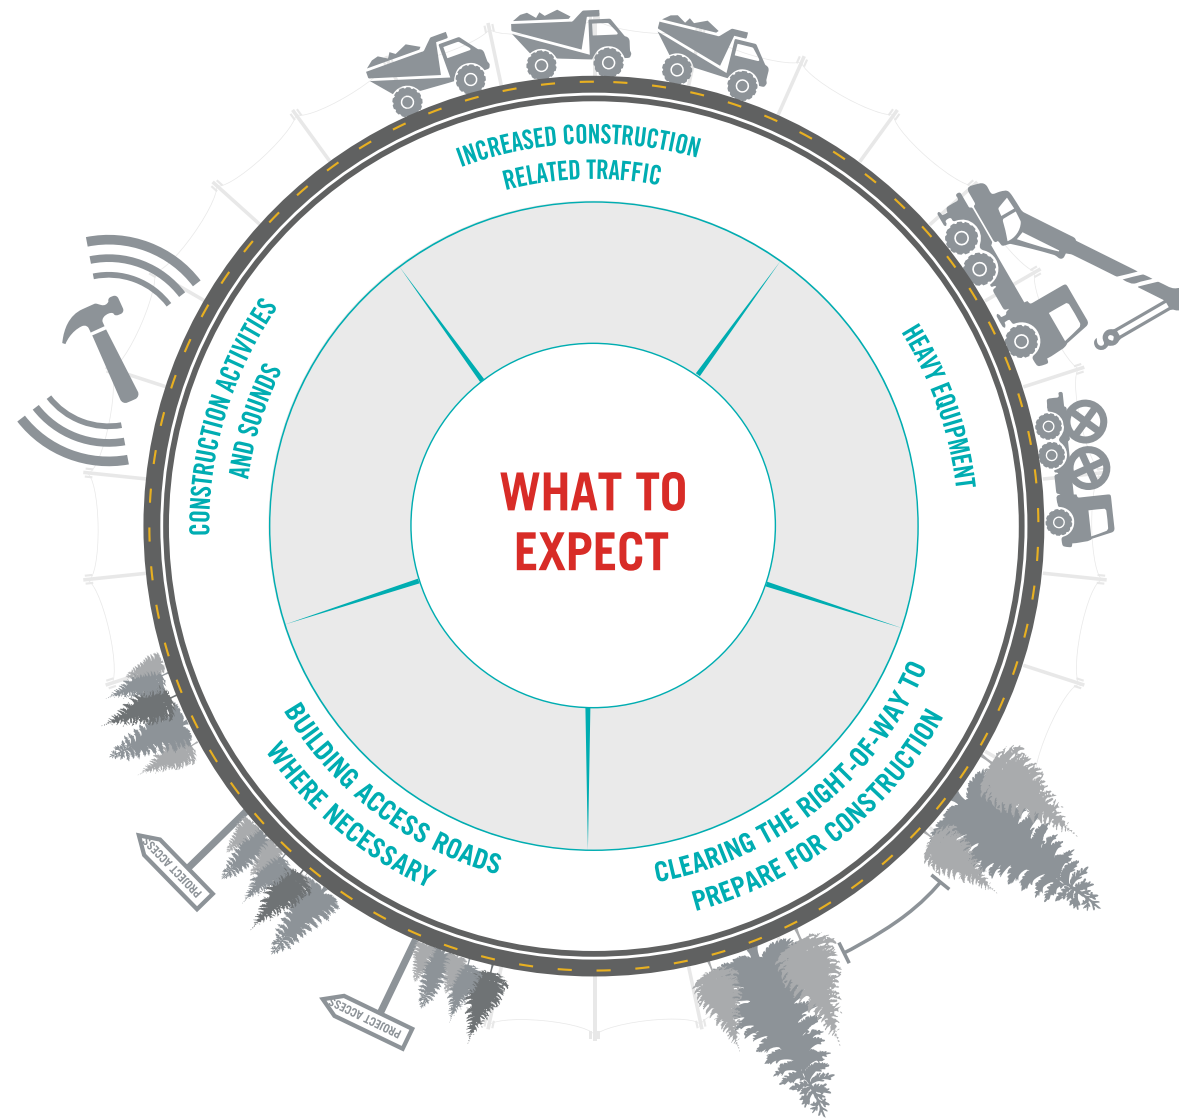 INCREASED CONSTRUCTION
RELATED TRAFFIC
HEAVY EQUIPMENT
CLEARING THE RIGHT-OF-WAY TO
PREPARE FOR CONSTRUCTION
BUILDING ACCESS ROADS
WHERE NECESSARY
CONSTRUCTION ACTIVITIES
AND SOUNDS
WHAT TO
EXPECT
PROJECT ACCESS
PROJECT ACCESS